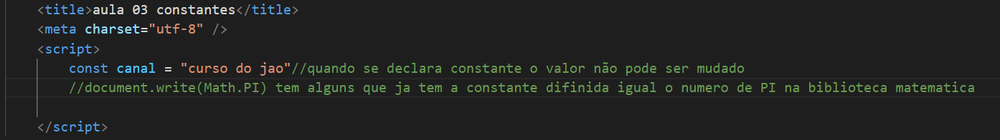 <title>aula 03 constantes</title>
<meta charset="utf-8" />
<script>
const canal = "curso do jao"//quando se declara constante o valor não pode ser mudado
//document.write(Math.PI) tem alguns que ja tem a constante difinida igual o numero de PI na biblioteca matematica
</script>